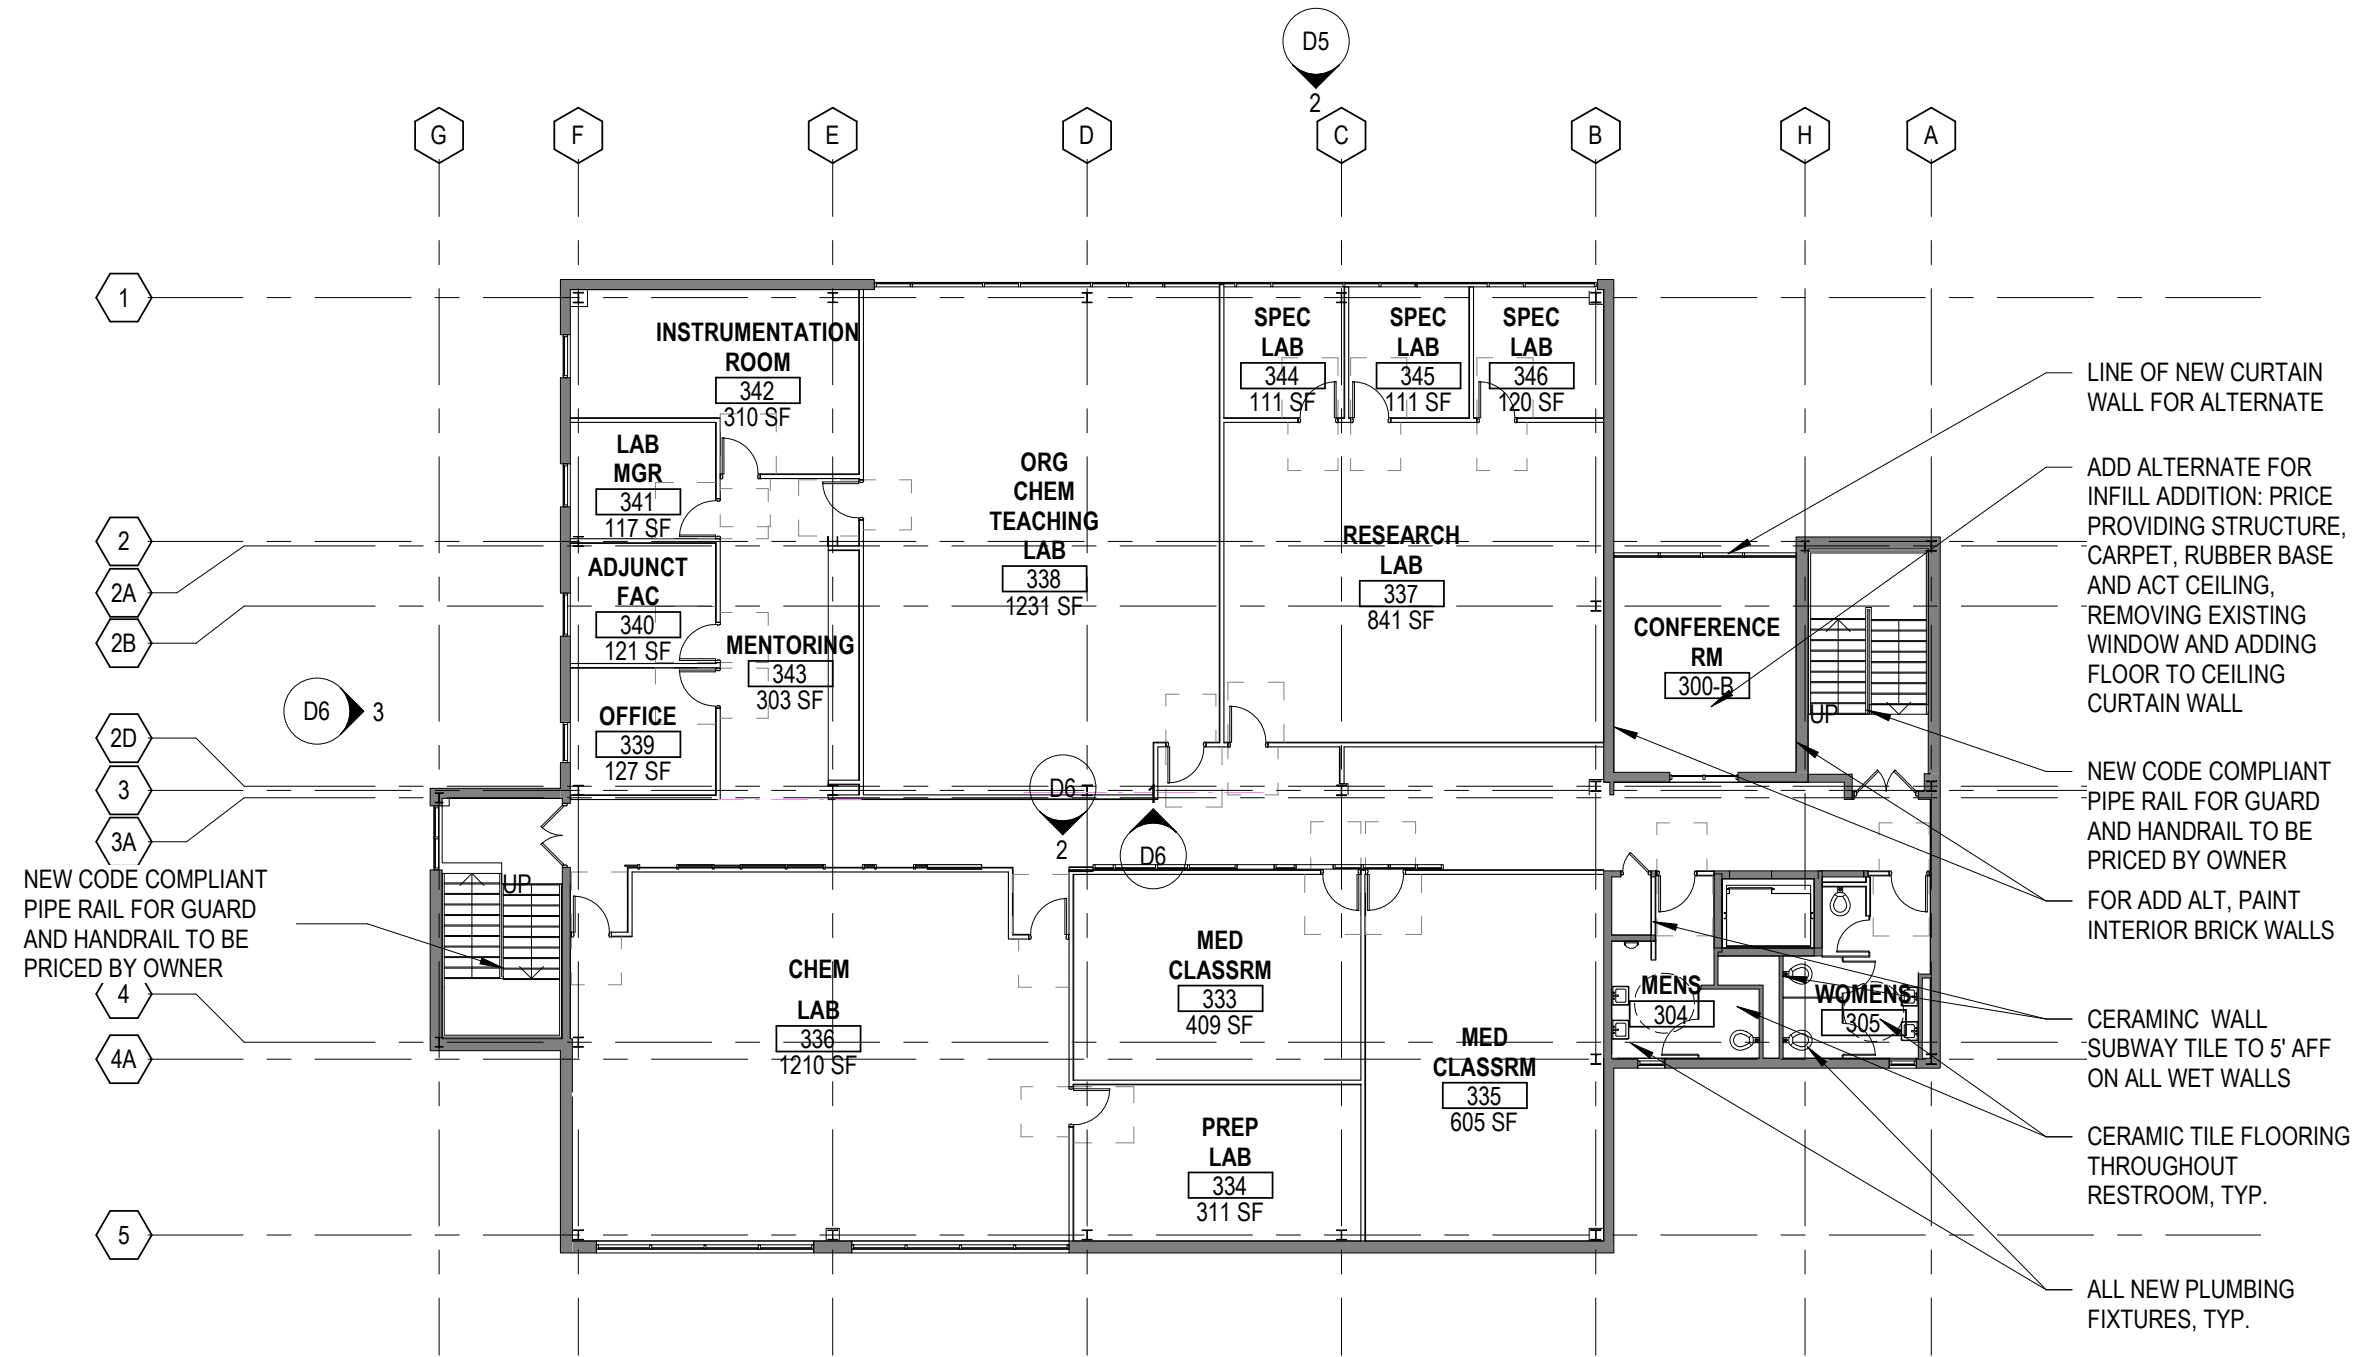 D5
2
G
F
E
D
C
B
H
A
1
2
2A
2B
2D
3
3A
4
4A
5
D6
3
INSTRUMENTATION
ROOM
342
310 SF
LAB
MGR
341
117 SF
ADJUNCT
FAC
340
121 SF
OFFICE
339
127 SF
MENTORING
343
303 SF
ORG
CHEM
TEACHING
LAB
338
1231 SF
SPEC
LAB
344
111 SF
SPEC
LAB
345
111 SF
SPEC
LAB
346
120 SF
RESEARCH
LAB
337
841 SF
CONFERENCE
RM
300-B
UP
D6
2
1
D6
UP
CHEM
LAB
336
1210 SF
MED
CLASSRM
333
409 SF
PREP
LAB
334
311 SF
MED
CLASSRM
335
605 SF
MENS
304
WOMENS
305
NEW CODE COMPLIANT
PIPE RAIL FOR GUARD
AND HANDRAIL TO BE
PRICED BY OWNER
LINE OF NEW CURTAIN
WALL FOR ALTERNATE
ADD ALTERNATE FOR
INFILL ADDITION: PRICE
PROVIDING STRUCTURE,
CARPET, RUBBER BASE
AND ACT CEILING,
REMOVING EXISTING
WINDOW AND ADDING
FLOOR TO CEILING
CURTAIN WALL
NEW CODE COMPLIANT
PIPE RAIL FOR GUARD
AND HANDRAIL TO BE
PRICED BY OWNER
FOR ADD ALT, PAINT
INTERIOR BRICK WALLS
CERAMINC WALL
SUBWAY TILE TO 5' AFF
ON ALL WET WALLS
CERAMIC TILE FLOORING
THROUGHOUT
RESTROOM, TYP.
ALL NEW PLUMBING
FIXTURES, TYP.